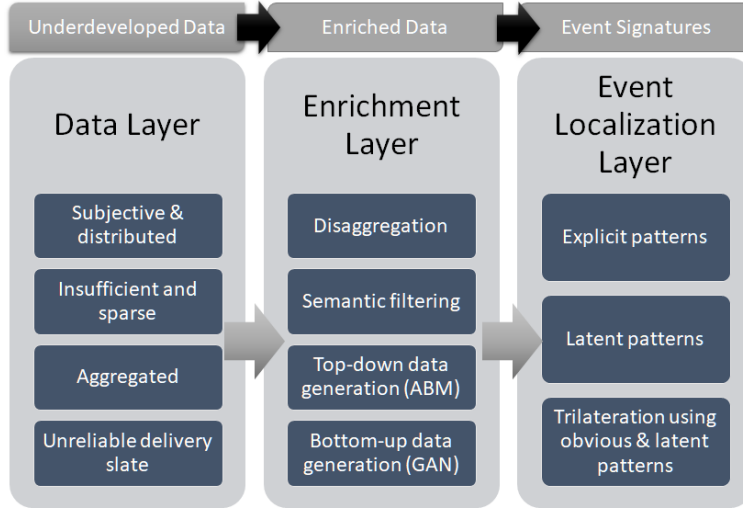 Underdeveloped Data
Enriched Data
Event Signatures
Data Layer
Subjective &
distributed
Insufficient and
sparse
Aggregated
Unreliable delivery
slate
Enrichment
Layer
Disaggregation
Semantic filtering
Top-down data
generation (ABM)
Bottom-up data
generation (GAN)
Event
Localization
Layer
Explicit patterns
Latent patterns
Trilateration using
obvious & latent
patterns